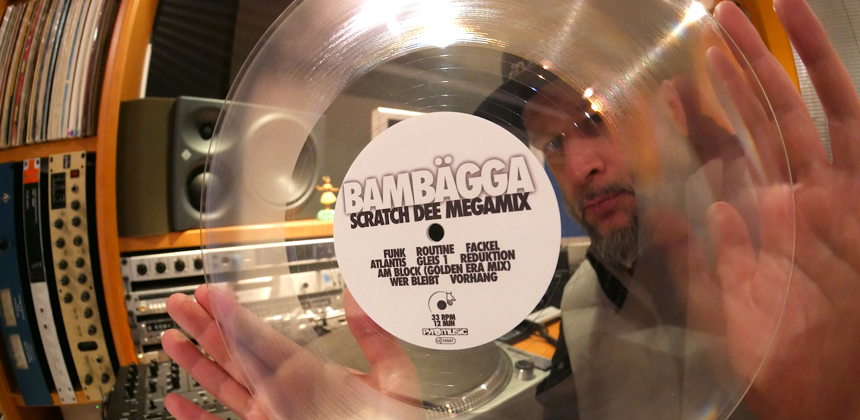 BAMBÄGGA
SCRATCH DEE MEGAMIX
FUNK ROUTINE FACKEL
ATLANTIS GLEIS 1 REDUKTION
AM BLOCK (GOLDEN ERA MIX)
WER BLEIBT VORHANG
33 RPM
12 MIN
PYROMUSIC